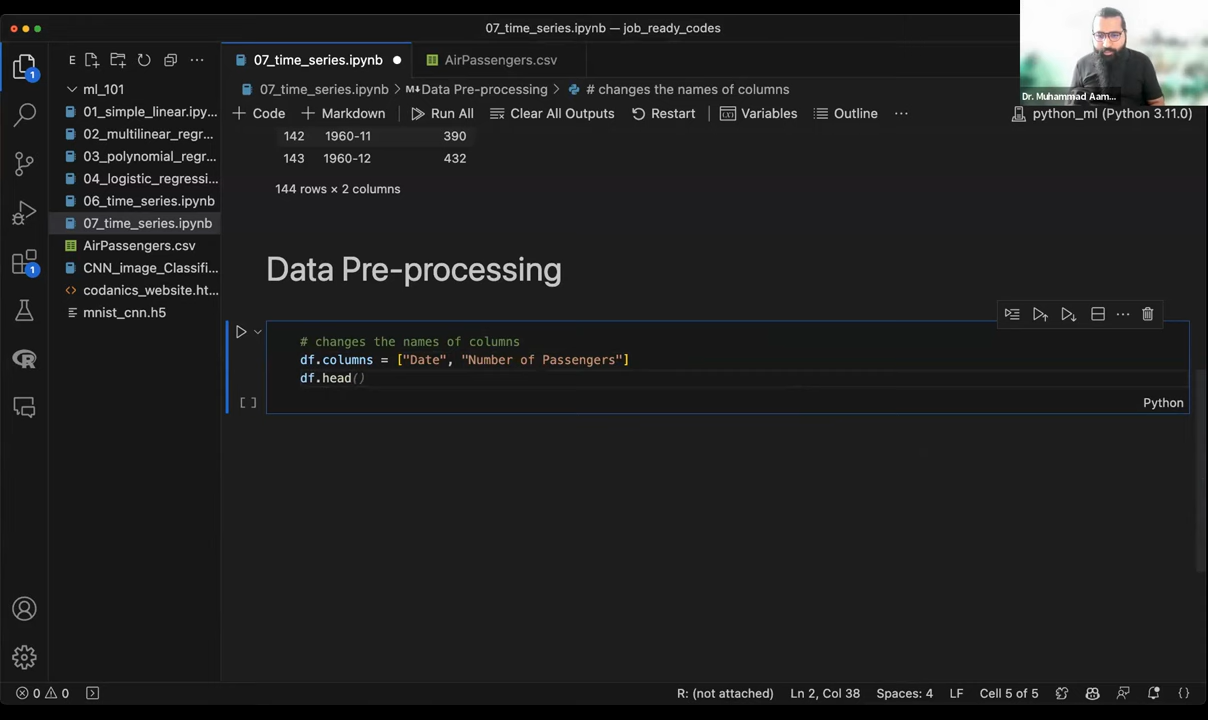 07_time_series.ipynb — job_ready_codes
E
ml_101
01_simple_linear.ipy...
02_multilinear_regr...
03_polynomial_regr...
04_logistic_regressi...
06_time_series.ipynb
07_time_series.ipynb
AirPassengers.csv
CNN_image_Classifi...
codanics_website.ht...
mnist_cnn.h5
1
1
07_time_series.ipynb
AirPassengers.csv
07_time_series.ipynb > M↓Data Pre-processing > # changes the names of columns
+ Code + Markdown Run All Clear All Outputs Restart Variables Outline ... python_ml (Python 3.11.0)
Dr. Muhammad Aam...
142 1960-11 390
143 1960-12 432
144 rows × 2 columns
Data Pre-processing
# changes the names of columns
df.columns = ["Date", "Number of Passengers"]
df.head()
[ ]
Python
0 0
R: (not attached) Ln 2, Col 38 Spaces: 4 LF Cell 5 of 5